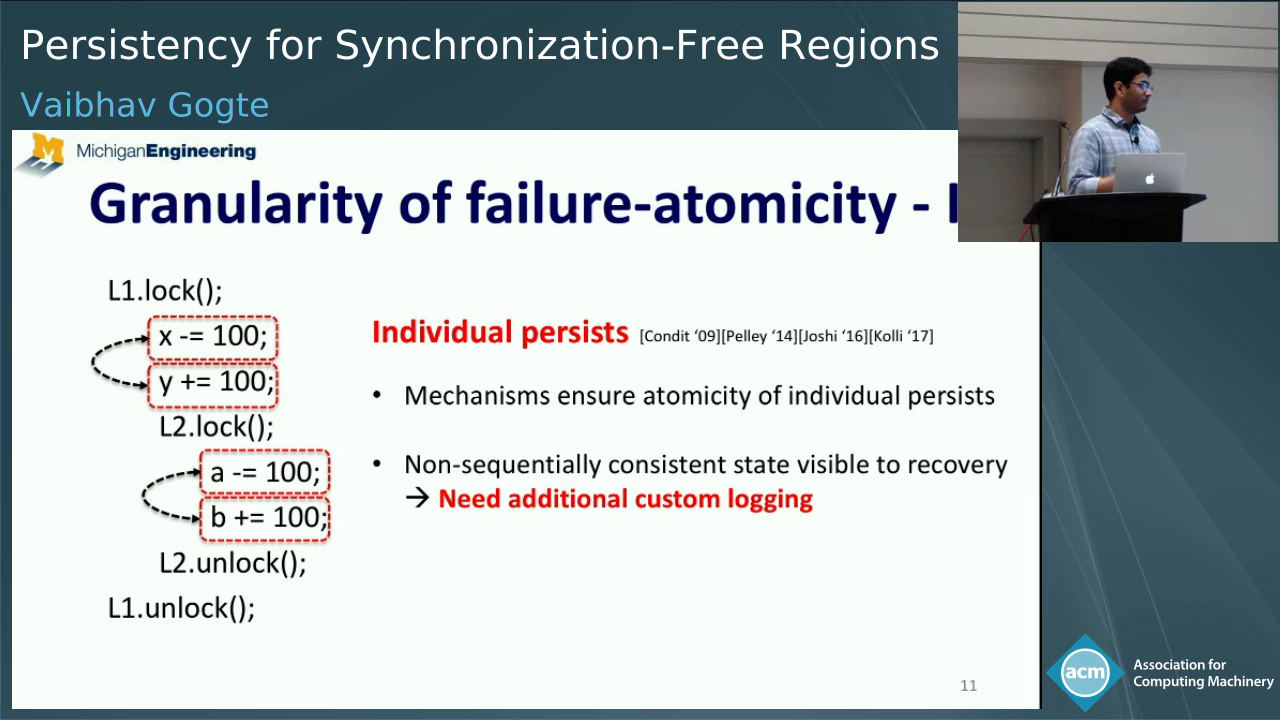 Persistency for Synchronization-Free Regions
Vaibhav Gogte
MichiganEngineering
Granularity of failure-atomicity -
L1.lock();
x -= 100;
y += 100;
L2.lock();
a -= 100;
b += 100;
L2.unlock();
L1.unlock();
Individual persists [Condit ‘09][Pelley ‘14][Joshi ‘16][Kolli ‘17]
• Mechanisms ensure atomicity of individual persists
• Non-sequentially consistent state visible to recovery
→ Need additional custom logging
11
acm
Association for
Computing Machinery